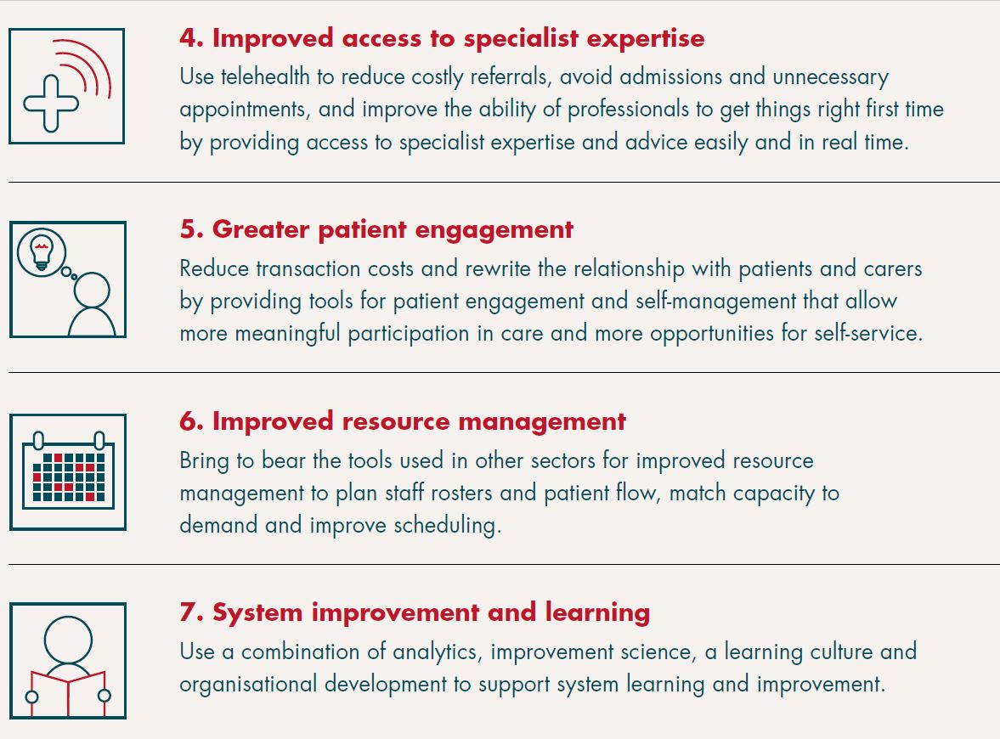 4. Improved access to specialist expertise
Use telehealth to reduce costly referrals, avoid admissions and unnecessary
appointments, and improve the ability of professionals to get things right first time
by providing access to specialist expertise and advice easily and in real time.
5. Greater patient engagement
Reduce transaction costs and rewrite the relationship with patients and carers
by providing tools for patient engagement and self-management that allow
more meaningful participation in care and more opportunities for self-service.
6. Improved resource management
Bring to bear the tools used in other sectors for improved resource
management to plan staff rosters and patient flow, match capacity to
demand and improve scheduling.
7. System improvement and learning
Use a combination of analytics, improvement science, a learning culture and
organisational development to support system learning and improvement.